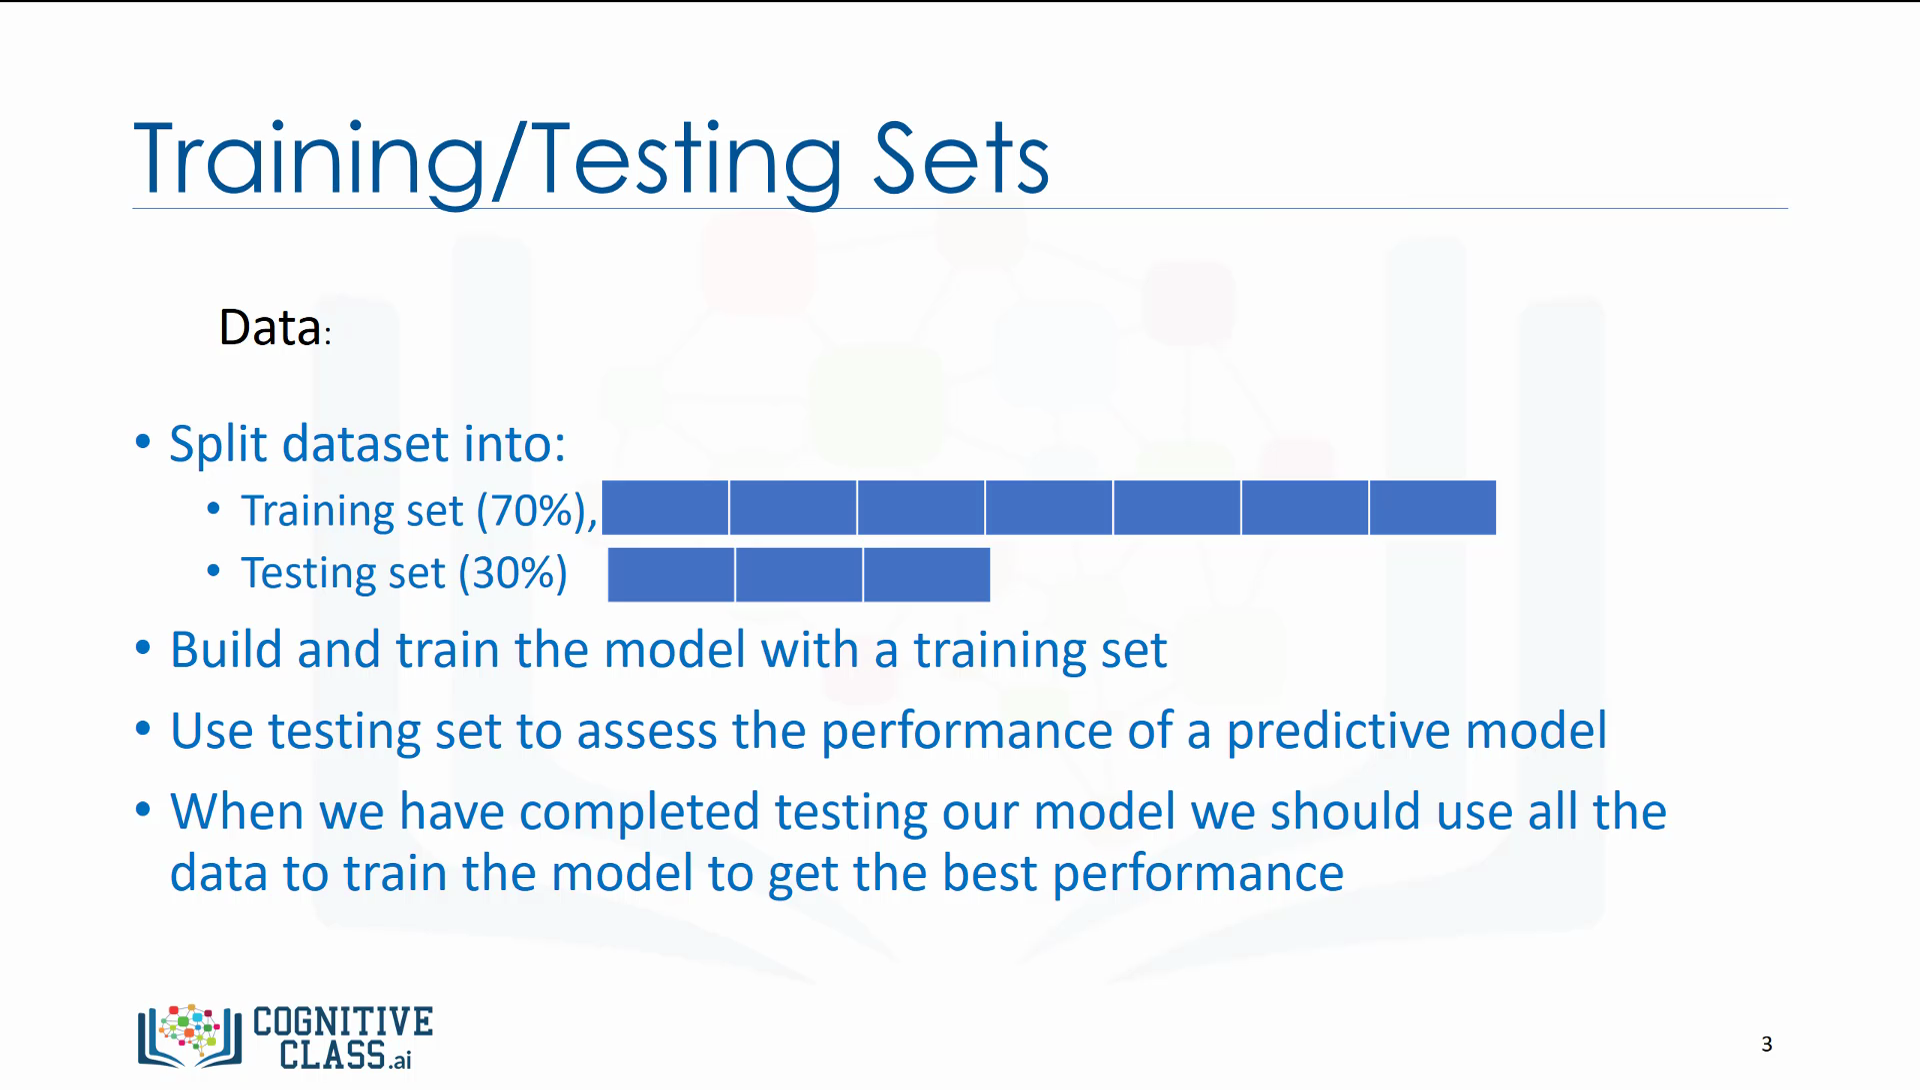 Training/Testing Sets
Data:
• Split dataset into:
• Training set (70%),
• Testing set (30%)
• Build and train the model with a training set
• Use testing set to assess the performance of a predictive model
• When we have completed testing our model we should use all the
data to train the model to get the best performance
COGNITIVE
CLASS.ai
3